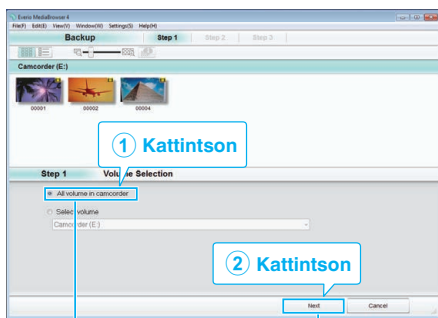 Everio MediaBrowser 4
File(F) Edit(E) View(V) Window(W) Settings(S) Help(H)
Backup Step 1 Step 2 Step 3
Camcorder (E:)
00001 00002 00004
1 Kattintson
Step 1 Volume Selection
All volume in camcorder
Select volume
Camcorder (E:)
2 Kattintson
Next Cancel